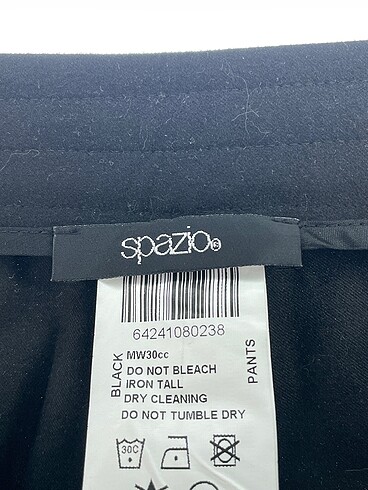 spazio®
64241080238
BLACK
MW30cc
DO NOT BLEACH
IRON TALL
DRY CLEANING
DO NOT TUMBLE DRY
PANTS
30C